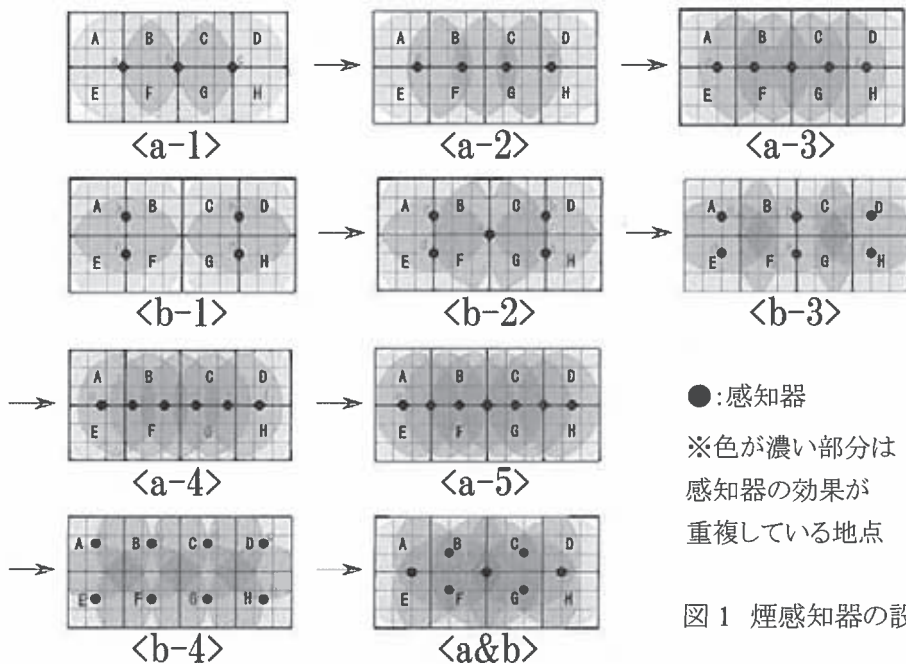 A B C D
E F G H
<a-1>
→
A B C D
E F G H
<a-2>
→
A B C D
E F G H
<a-3>
A B C D
E F G H
<b-1>
→
A B C D
E F G H
<b-2>
→
A B C D
E F G H
<b-3>
→
A B C D
E F G H
<a-4>
→
A B C D
E F G H
<a-5>
●:感知器
※色が濃い部分は
感知器の効果が
重複している地点
→
A B C D
E F G H
<b-4>
→
A B C D
E F G H
<a&b>
図 1 煙感知器の設